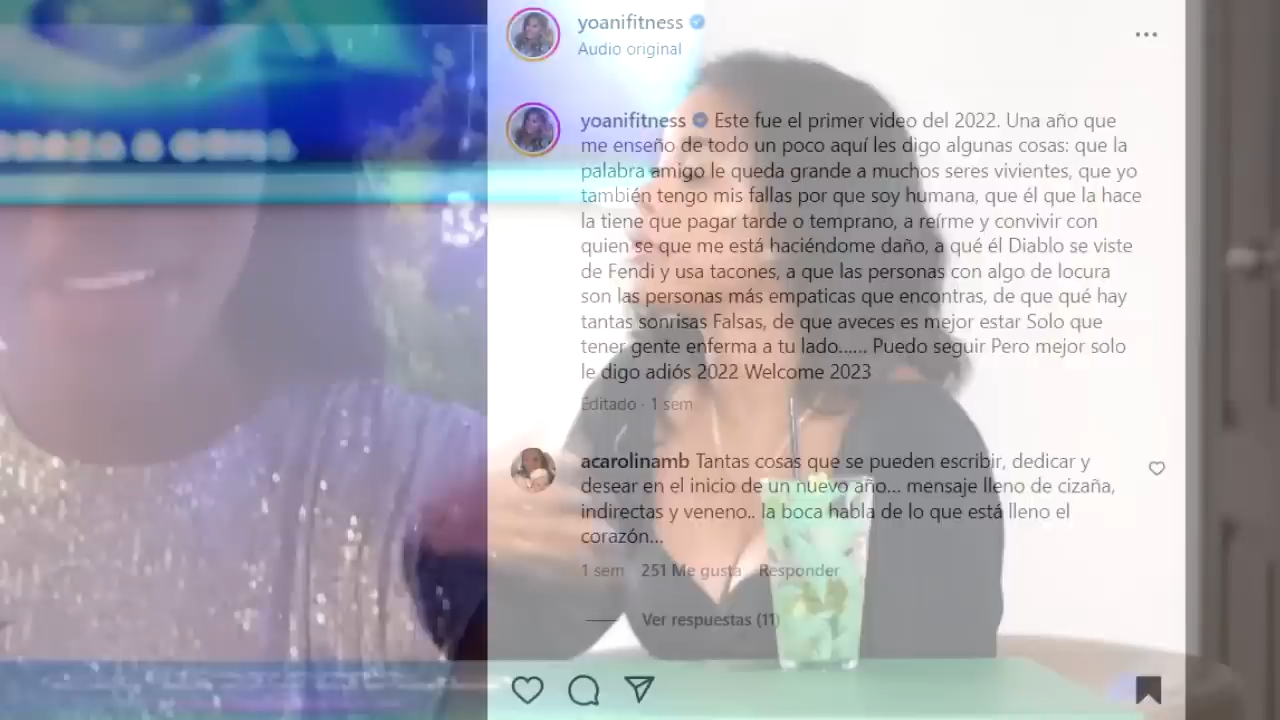 yoanifitness
Audio original
yoanifitness Este fue el primer video del 2022. Una año que
me enseño de todo un poco aquí les digo algunas cosas: que la
palabra amigo le queda grande a muchos seres vivientes, que yo
también tengo mis fallas por que soy humana, que él que la hace
la tiene que pagar tarde o temprano, a reírme y convivir con
quien se que me está haciéndome daño, a qué él Diablo se viste
de Fendi y usa tacones, a que las personas con algo de locura
son las personas más empaticas que encontras, de que qué hay
tantas sonrisas Falsas, de que aveces es mejor estar Solo que
tener gente enferma a tu lado...... Puedo seguir Pero mejor solo
le digo adiós 2022 Welcome 2023
Editado · 1 sem
acarolinamb Tantas cosas que se pueden escribir, dedicar y
desear en el inicio de un nuevo año... mensaje lleno de cizaña,
indirectas y veneno.. la boca habla de lo que está lleno el
corazón...
1 sem 251 Me gusta Responder
Ver respuestas (11)